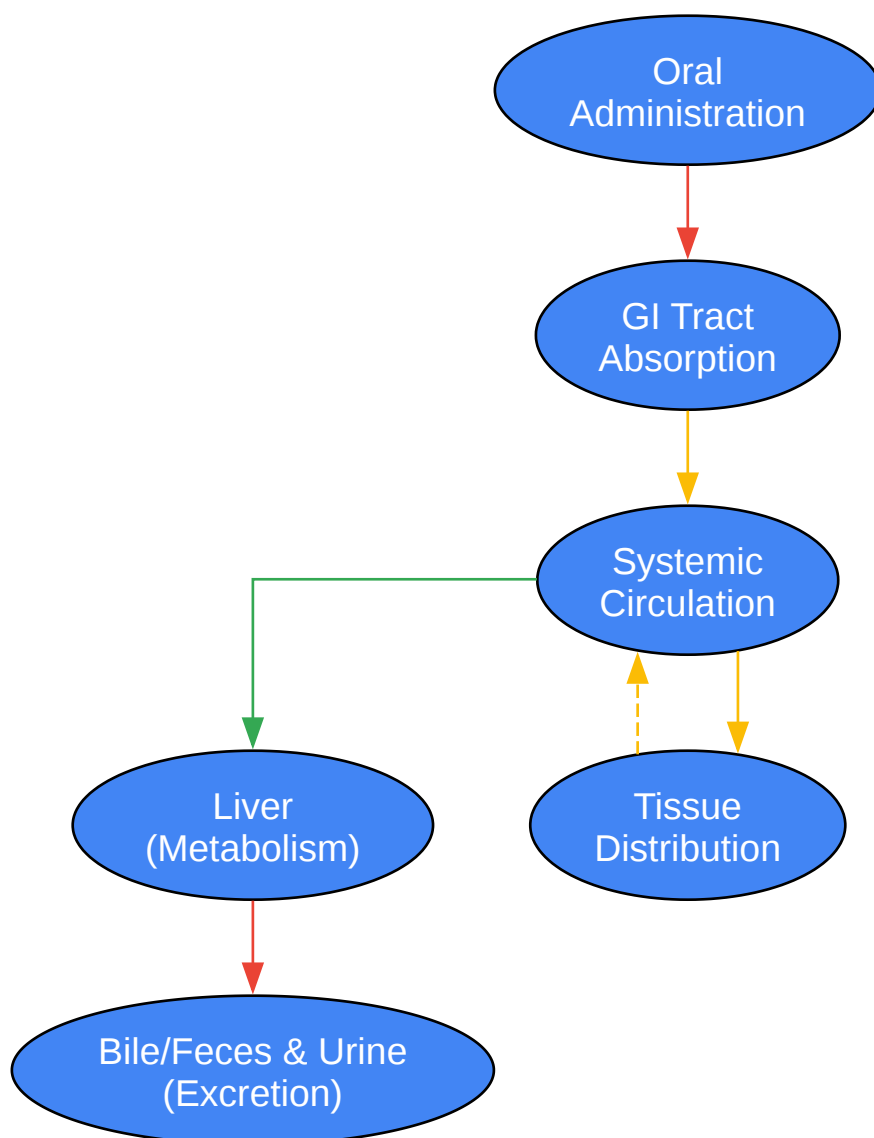 Oral
Administration
GI Tract
Absorption
Systemic
Circulation
Liver
(Metabolism)
Tissue
Distribution
Bile/Feces & Urine
(Excretion)